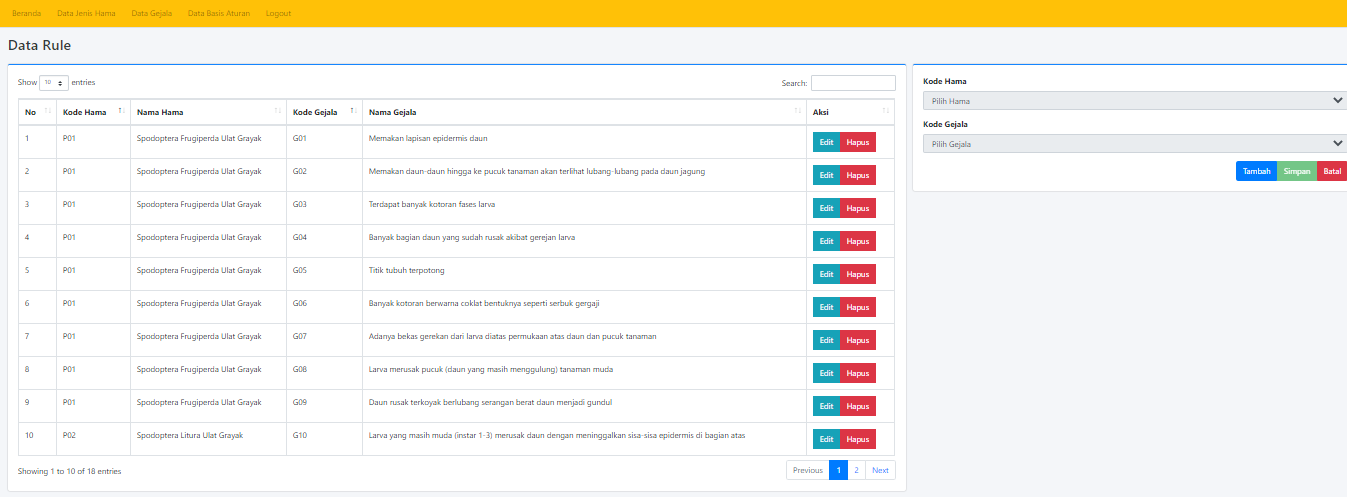 Beranda Data Jenis Hama Data Gejala Data Basis Aturan Logout
Data Rule
Show 10 entries Search:
No Kode Hama Nama Hama Kode Gejala Nama Gejala Aksi
1 P01 Spodoptera Frugiperda Ulat Grayak G01 Memakan lapisan epidermis daun Edit Hapus
2 P01 Spodoptera Frugiperda Ulat Grayak G02 Memakan daun-daun hingga ke pucuk tanaman akan terlihat lubang-lubang pada daun jagung Edit Hapus
3 P01 Spodoptera Frugiperda Ulat Grayak G03 Terdapat banyak kotoran fases larva Edit Hapus
4 P01 Spodoptera Frugiperda Ulat Grayak G04 Banyak bagian daun yang sudah rusak akibat gerejan larva Edit Hapus
5 P01 Spodoptera Frugiperda Ulat Grayak G05 Titik tubuh terpotong Edit Hapus
6 P01 Spodoptera Frugiperda Ulat Grayak G06 Banyak kotoran berwarna coklat bentuknya seperti serbuk gergaji Edit Hapus
7 P01 Spodoptera Frugiperda Ulat Grayak G07 Adanya bekas gerekan dari larva diatas permukaan atas daun dan pucuk tanaman Edit Hapus
8 P01 Spodoptera Frugiperda Ulat Grayak G08 Larva merusak pucuk (daun yang masih menggulung) tanaman muda Edit Hapus
9 P01 Spodoptera Frugiperda Ulat Grayak G09 Daun rusak terkoyak berlubang serangan berat daun menjadi gundul Edit Hapus
10 P02 Spodoptera Litura Ulat Grayak G10 Larva yang masih muda (instar 1-3) merusak daun dengan meninggalkan sisa-sisa epidermis di bagian atas Edit Hapus
Showing 1 to 10 of 18 entries Previous 1 2 Next
Kode Hama
Pilih Hama
Kode Gejala
Pilih Gejala
Tambah Simpan Batal